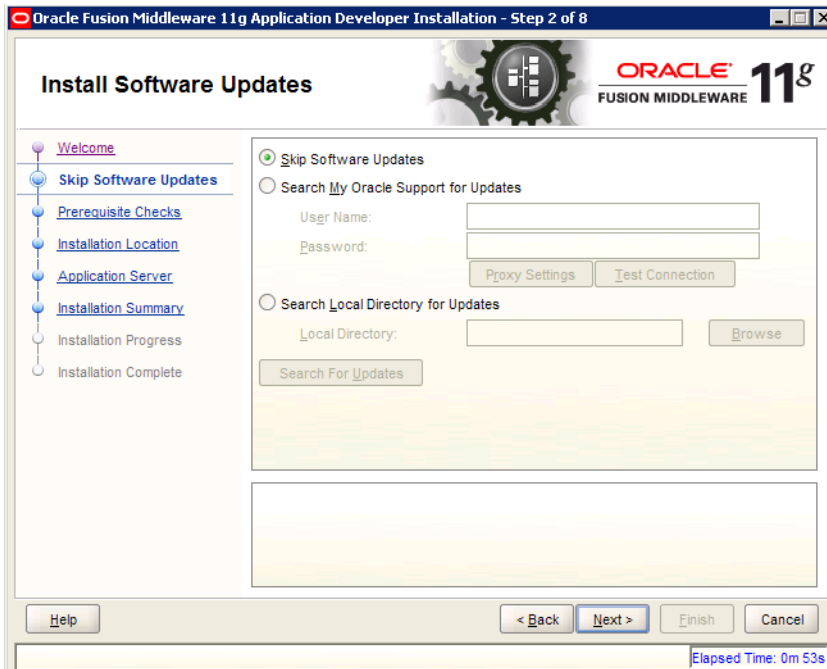 Oracle Fusion Middleware 11g Application Developer Installation - Step 2 of 8
Install Software Updates
ORACLE
FUSION MIDDLEWARE 11g
Welcome
Skip Software Updates
Prerequisite Checks
Installation Location
Application Server
Installation Summary
Installation Progress
Installation Complete
Skip Software Updates
Search My Oracle Support for Updates
User Name:
Password:
Proxy Settings Test Connection
Search Local Directory for Updates
Local Directory: Browse
Search For Updates
Help < Back Next > Finish Cancel
Elapsed Time: 0m 53s